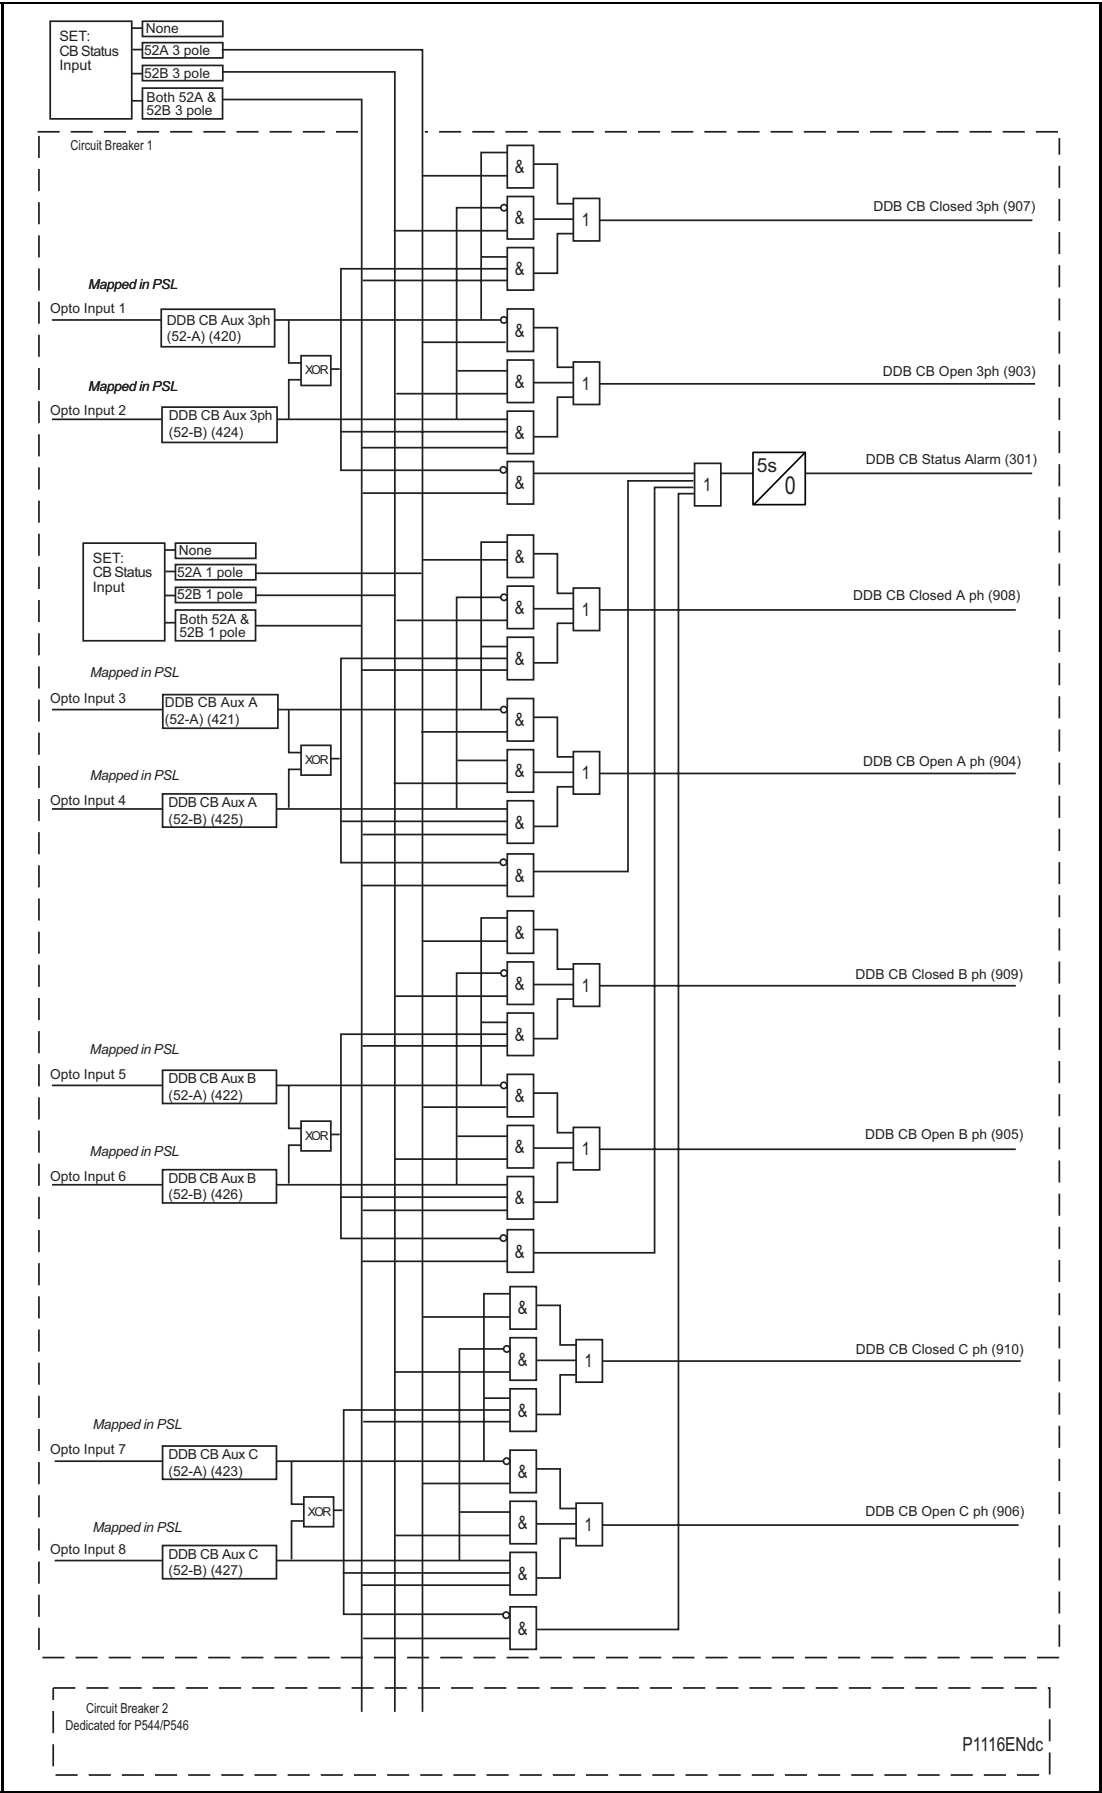 SET:
CB Status
Input
None
52A 3 pole
52B 3 pole
Both 52A &
52B 3 pole
Circuit Breaker 1
&
&
1
DDB CB Closed 3ph (907)
&
Mapped in PSL
Opto Input 1
DDB CB Aux 3ph
(52-A) (420)
&
XOR
&
1
DDB CB Open 3ph (903)
Mapped in PSL
Opto Input 2
DDB CB Aux 3ph
(52-B) (424)
&
&
1
5s
0
DDB CB Status Alarm (301)
SET:
CB Status
Input
None
52A 1 pole
52B 1 pole
Both 52A &
52B 1 pole
&
&
1
DDB CB Closed A ph (908)
&
Mapped in PSL
Opto Input 3
DDB CB Aux A
(52-A) (421)
&
XOR
&
1
DDB CB Open A ph (904)
Mapped in PSL
Opto Input 4
DDB CB Aux A
(52-B) (425)
&
&
&
&
1
DDB CB Closed B ph (909)
&
Mapped in PSL
Opto Input 5
DDB CB Aux B
(52-A) (422)
&
XOR
&
1
DDB CB Open B ph (905)
Mapped in PSL
Opto Input 6
DDB CB Aux B
(52-B) (426)
&
&
&
&
1
DDB CB Closed C ph (910)
&
Mapped in PSL
Opto Input 7
DDB CB Aux C
(52-A) (423)
&
XOR
&
1
DDB CB Open C ph (906)
Mapped in PSL
Opto Input 8
DDB CB Aux C
(52-B) (427)
&
&
Circuit Breaker 2
Dedicated for P544/P546
P1116ENdc